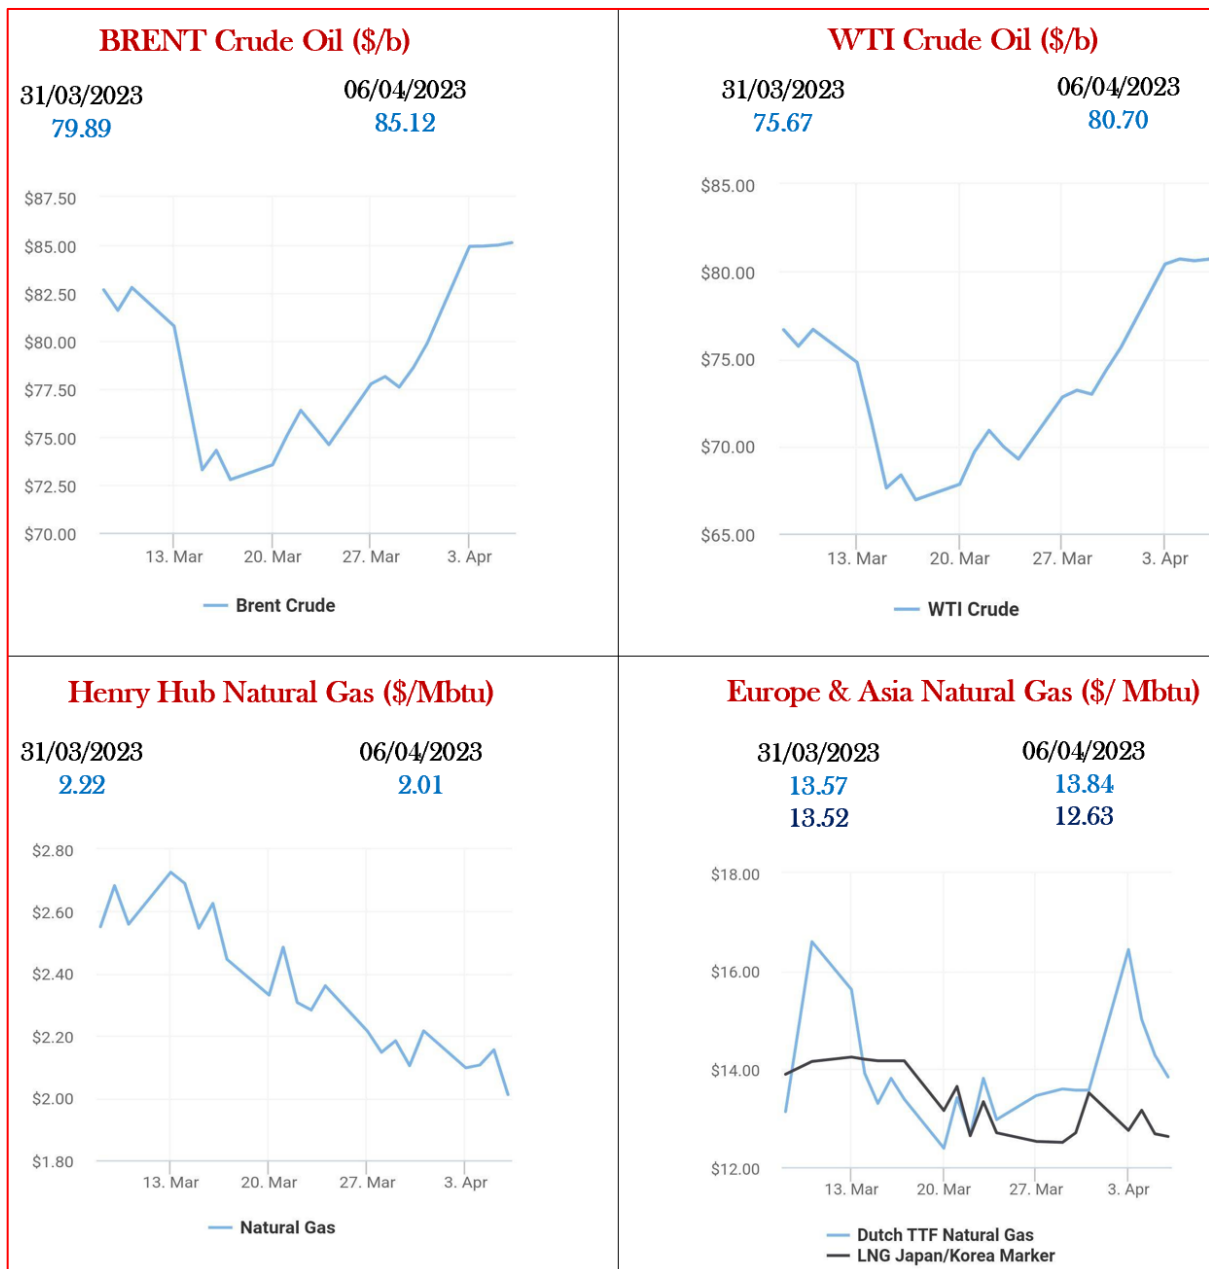 BRENT Crude Oil ($/b)
31/03/2023 06/04/2023
79.89 85.12
$87.50
$85.00
$82.50
$80.00
$77.50
$75.00
$72.50
$70.00
13. Mar 20. Mar 27. Mar 3. Apr
Brent Crude
WTI Crude Oil ($/b)
31/03/2023 06/04/2023
75.67 80.70
$85.00
$80.00
$75.00
$70.00
$65.00
13. Mar 20. Mar 27. Mar 3. Apr
WTI Crude
Henry Hub Natural Gas ($/Mbtu)
31/03/2023 06/04/2023
2.22 2.01
$2.80
$2.60
$2.40
$2.20
$2.00
$1.80
13. Mar 20. Mar 27. Mar 3. Apr
Natural Gas
Europe & Asia Natural Gas ($/ Mbtu)
31/03/2023 06/04/2023
13.57 13.84
13.52 12.63
$18.00
$16.00
$14.00
$12.00
13. Mar 20. Mar 27. Mar 3. Apr
Dutch TTF Natural Gas
LNG Japan/Korea Marker